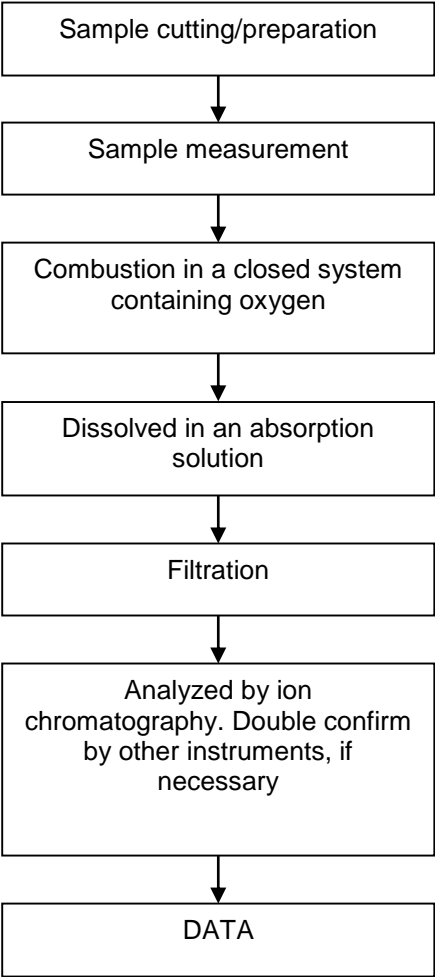 Sample cutting/preparation
Sample measurement
Combustion in a closed system
containing oxygen
Dissolved in an absorption
solution
Filtration
Analyzed by ion
chromatography. Double confirm
by other instruments, if
necessary
DATA